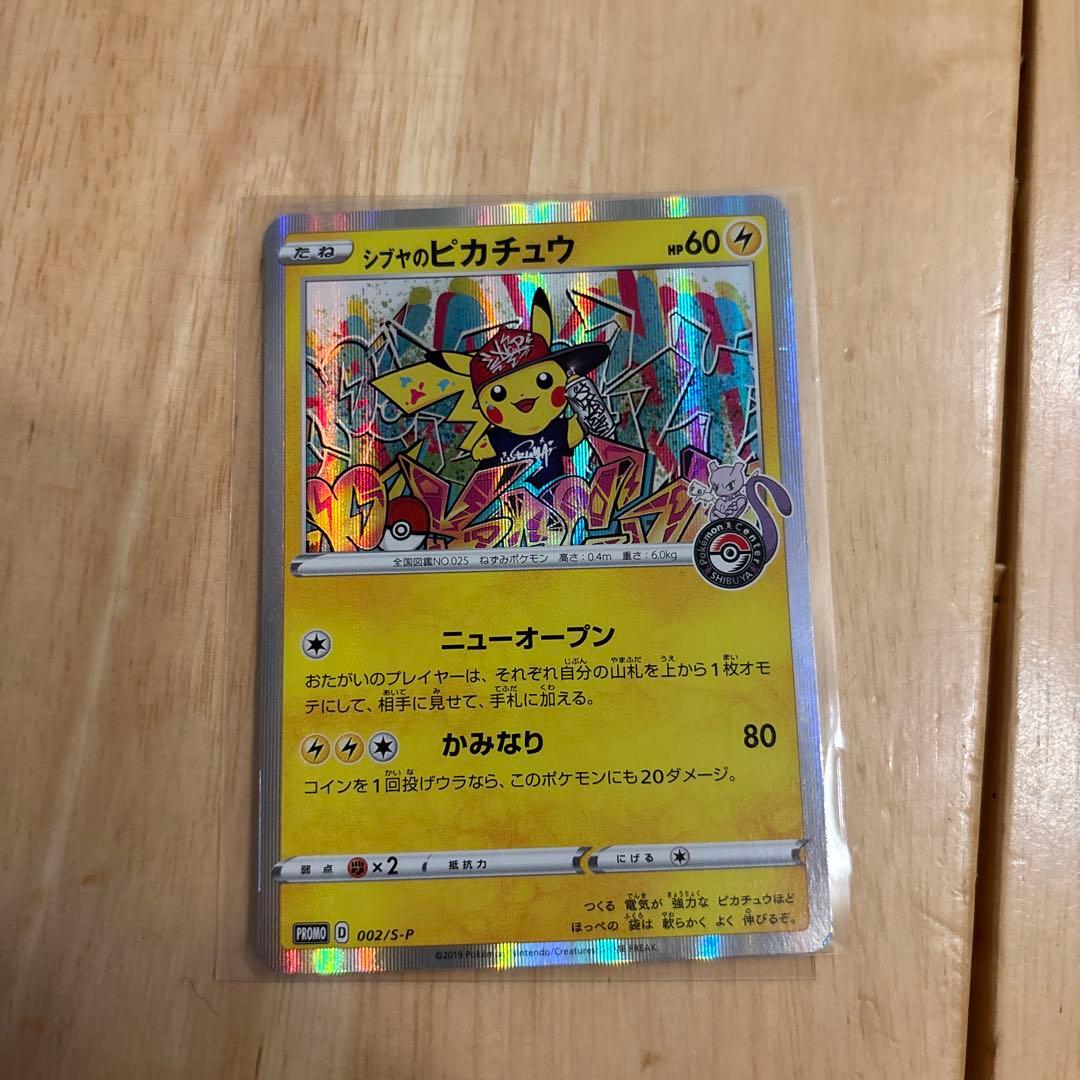 たね シブヤのピカチュウ HP60
Pokémon Center
SHIBUYA
全国図鑑NO.025 ねずみポケモン 高さ:0.4m 重さ:6.0kg
ニューオープン
おたがいのプレイヤーは、それぞれ自分の山札を上から1枚オモ
テにして、相手に見せて、手札に加える。
かみなり 80
コインを1回投げウラなら、このポケモンにも20ダメージ。
弱点 ×2 抵抗力 にげる
つくる 電気が 強力な ピカチュウほど
ほっぺの 袋は 軟らかく よく 伸びるぞ。
PROMO D 002/S-P
©2019 Pokémon/Nintendo/Creatures FREAK.